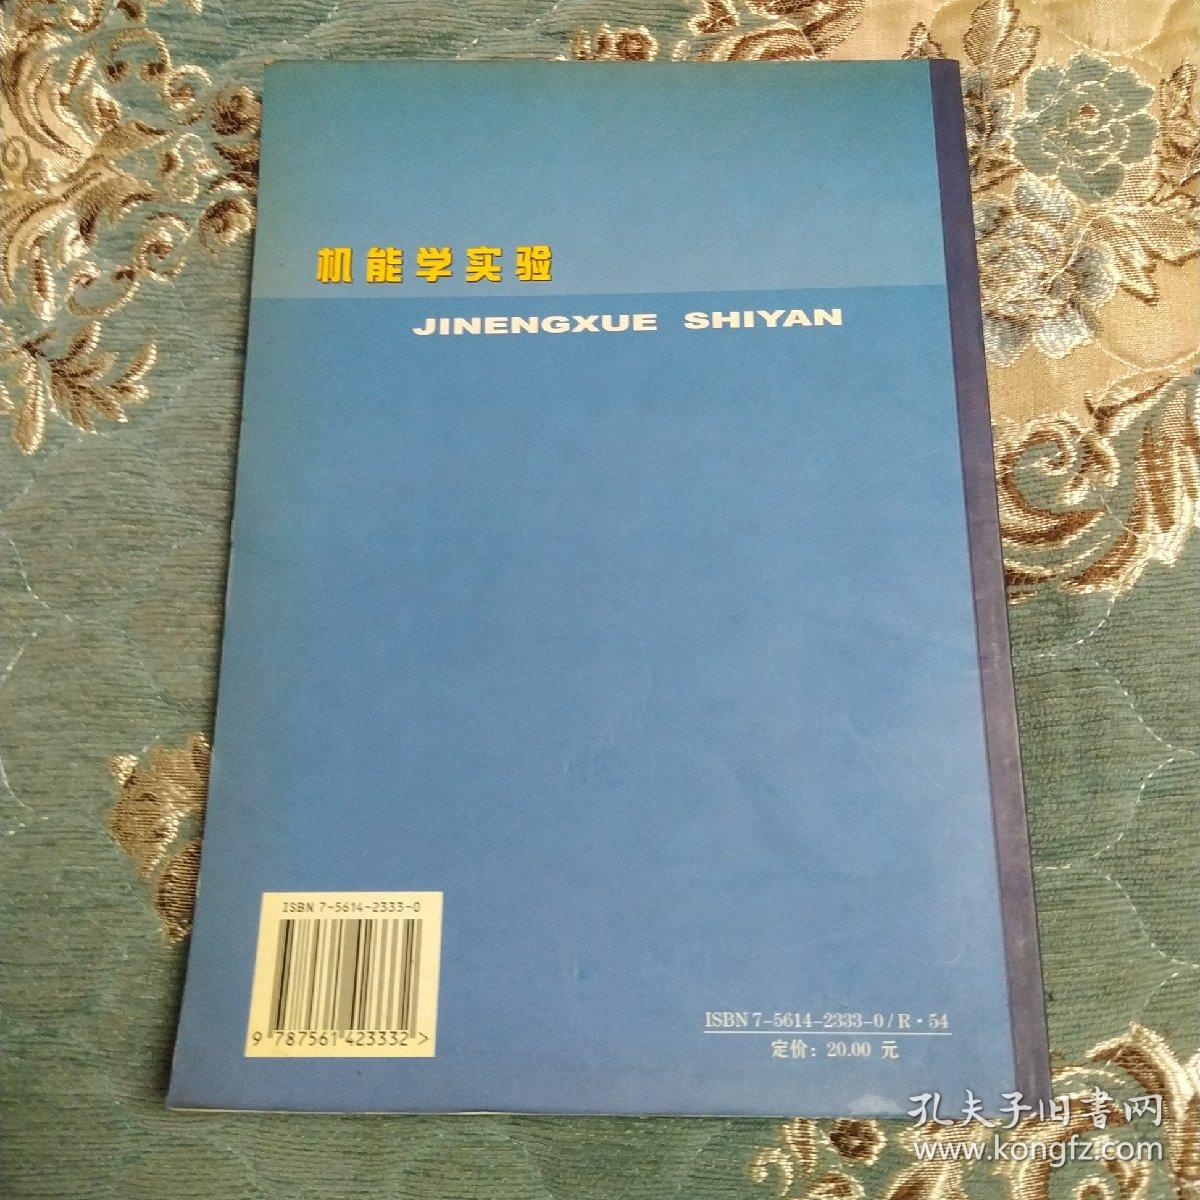 机能学实验
JINENGXUE SHIYAN
ISBN 7-5614-2333-0
9 787561 423332 >
ISBN 7-5614-2333-0/R·54
定价：20.00 元
孔夫子旧书网
www.kongfz.com